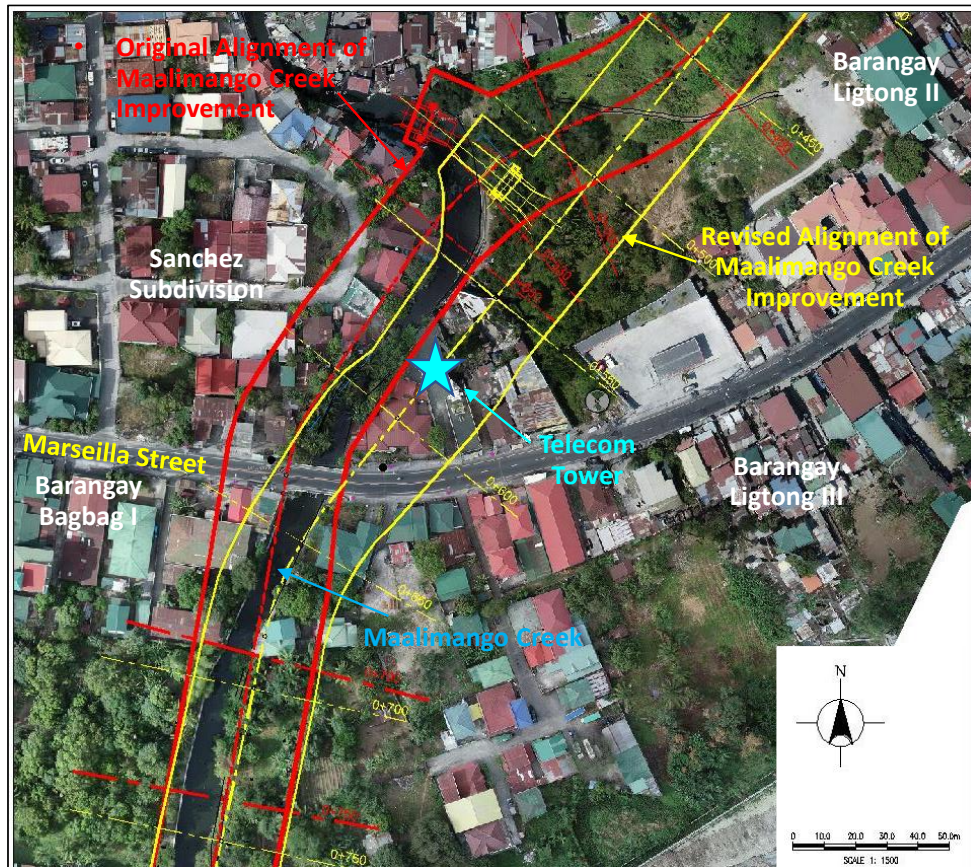 Original Alignment of
Maalimango Creek
Improvement
Barangay
Ligtong II
0+450
0+500
Revised Alignment of
Maalimango Creek
Improvement
Sanchez
Subdivision
0+550
Telecom
Tower
Marseilla Street
0+600
Barangay
Bagbag I
Barangay
Ligtong III
0+650
Maalimango Creek
0+700
0+700
0+750
N
0 10.0 20.0 30.0 40.0 50.0m
SCALE 1: 1500